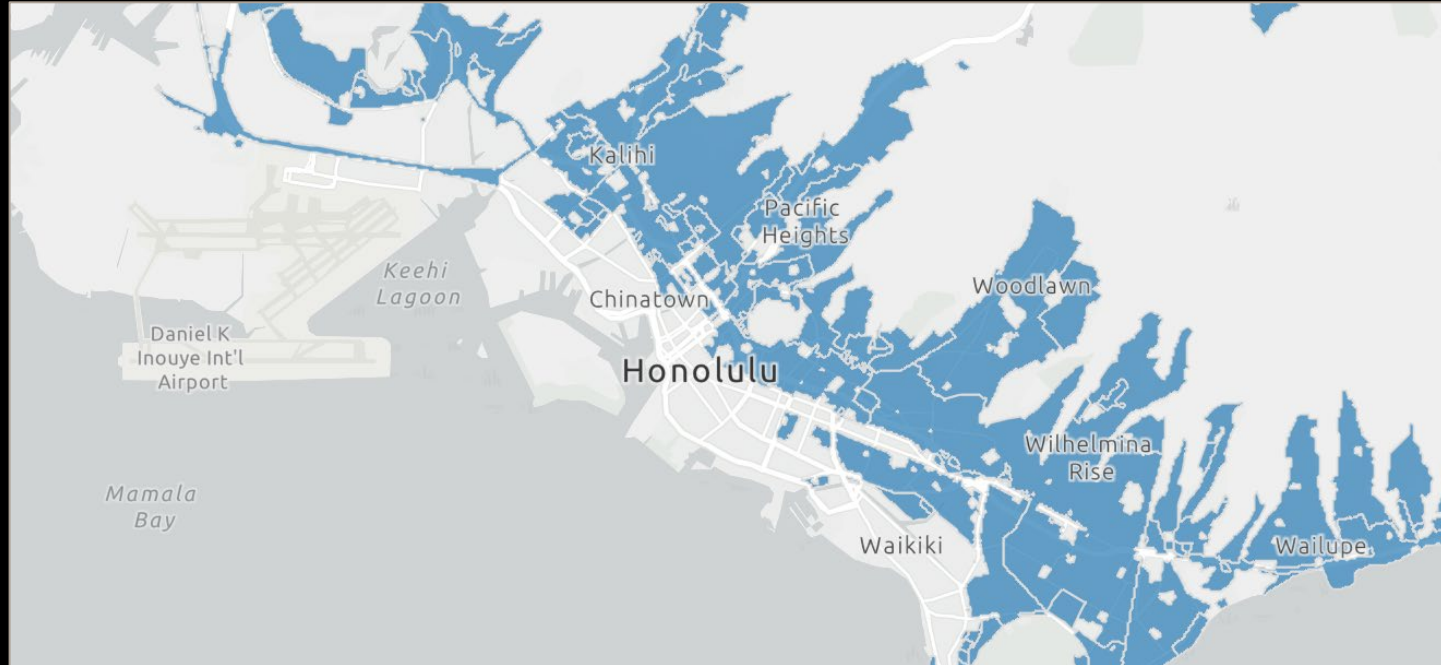 Kalihi
Pacific
Heights
Keehi
Lagoon
Woodlawn
Chinatown
Daniel K
Inouye Int'l
Airport
Honolulu
Wilhelmina
Rise
Mamala
Bay
Waikiki
Wailupe